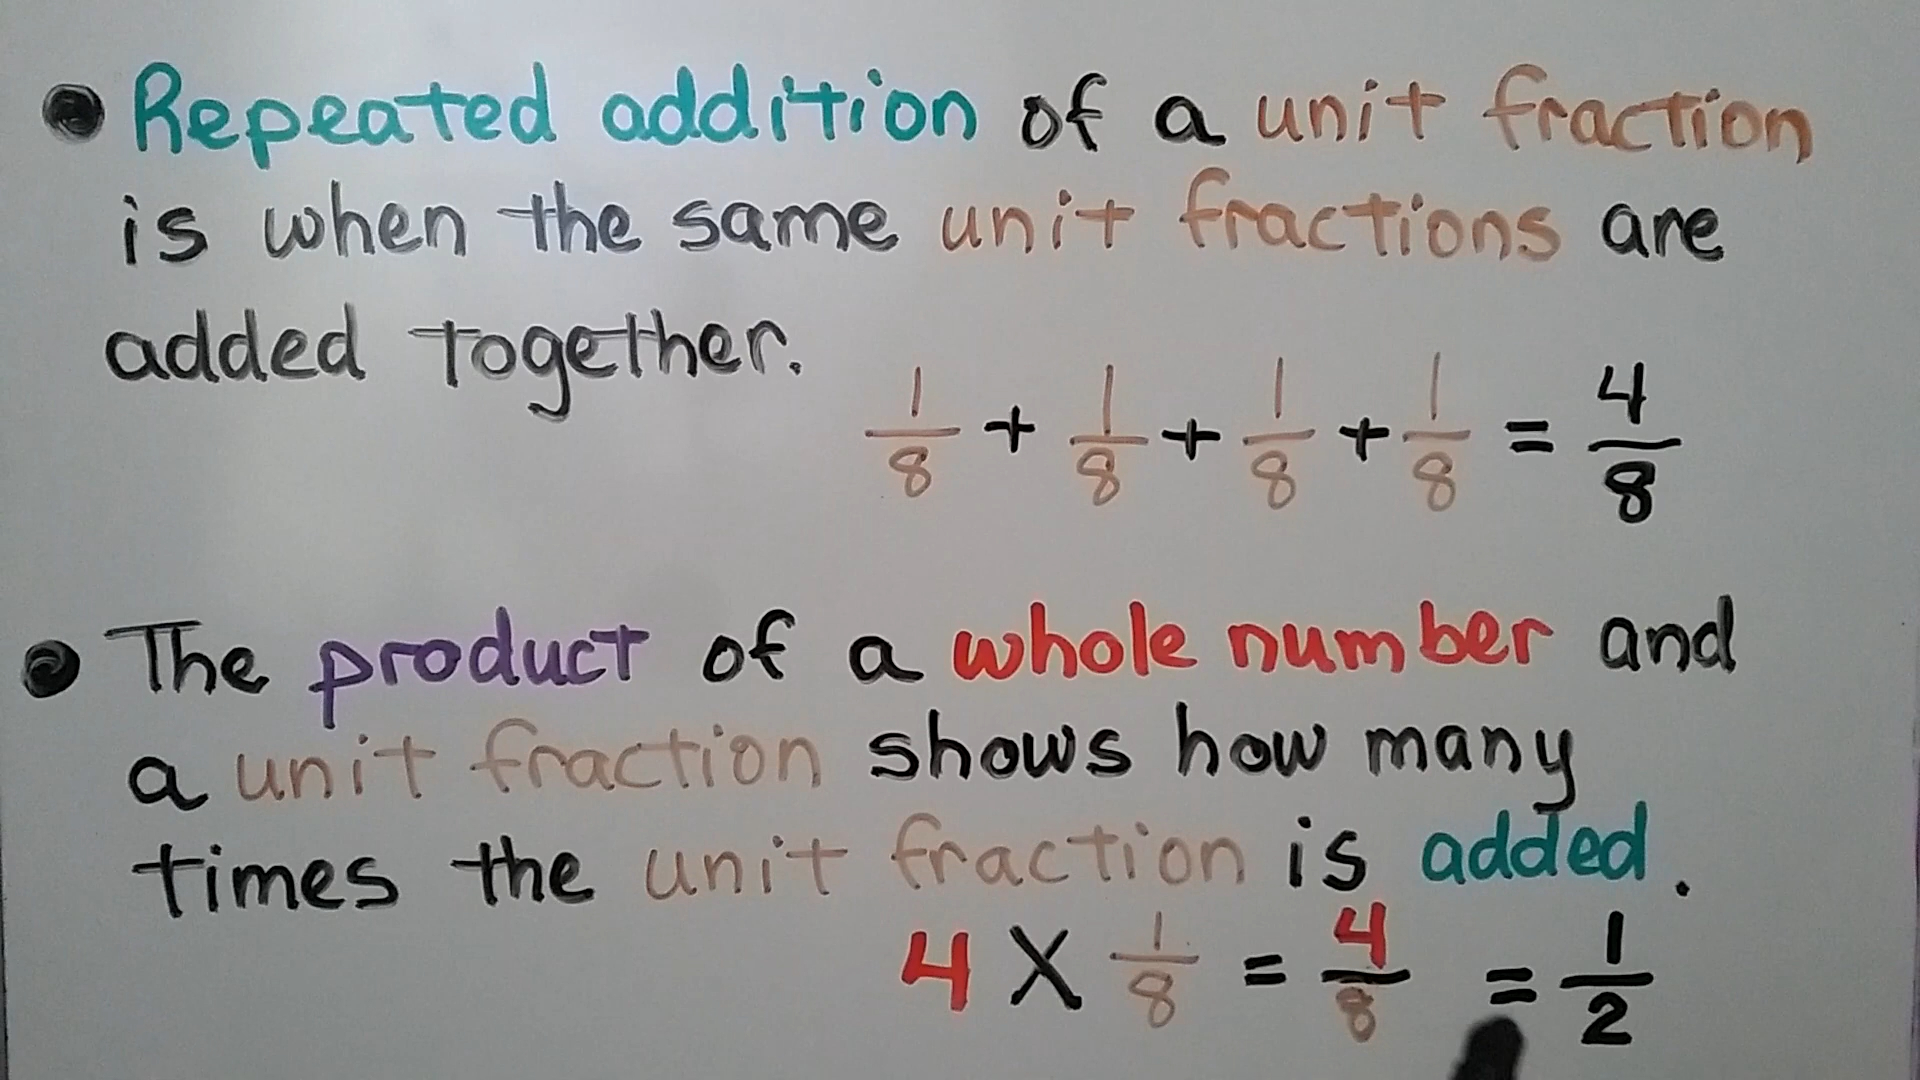 • Repeated addition of a unit fraction
is when the same unit fractions are
added together.
1/8 + 1/8 + 1/8 + 1/8 = 4/8
• The product of a whole number and
a unit fraction shows how many
times the unit fraction is added.
4 X 1/8 = 4/8 = 1/2